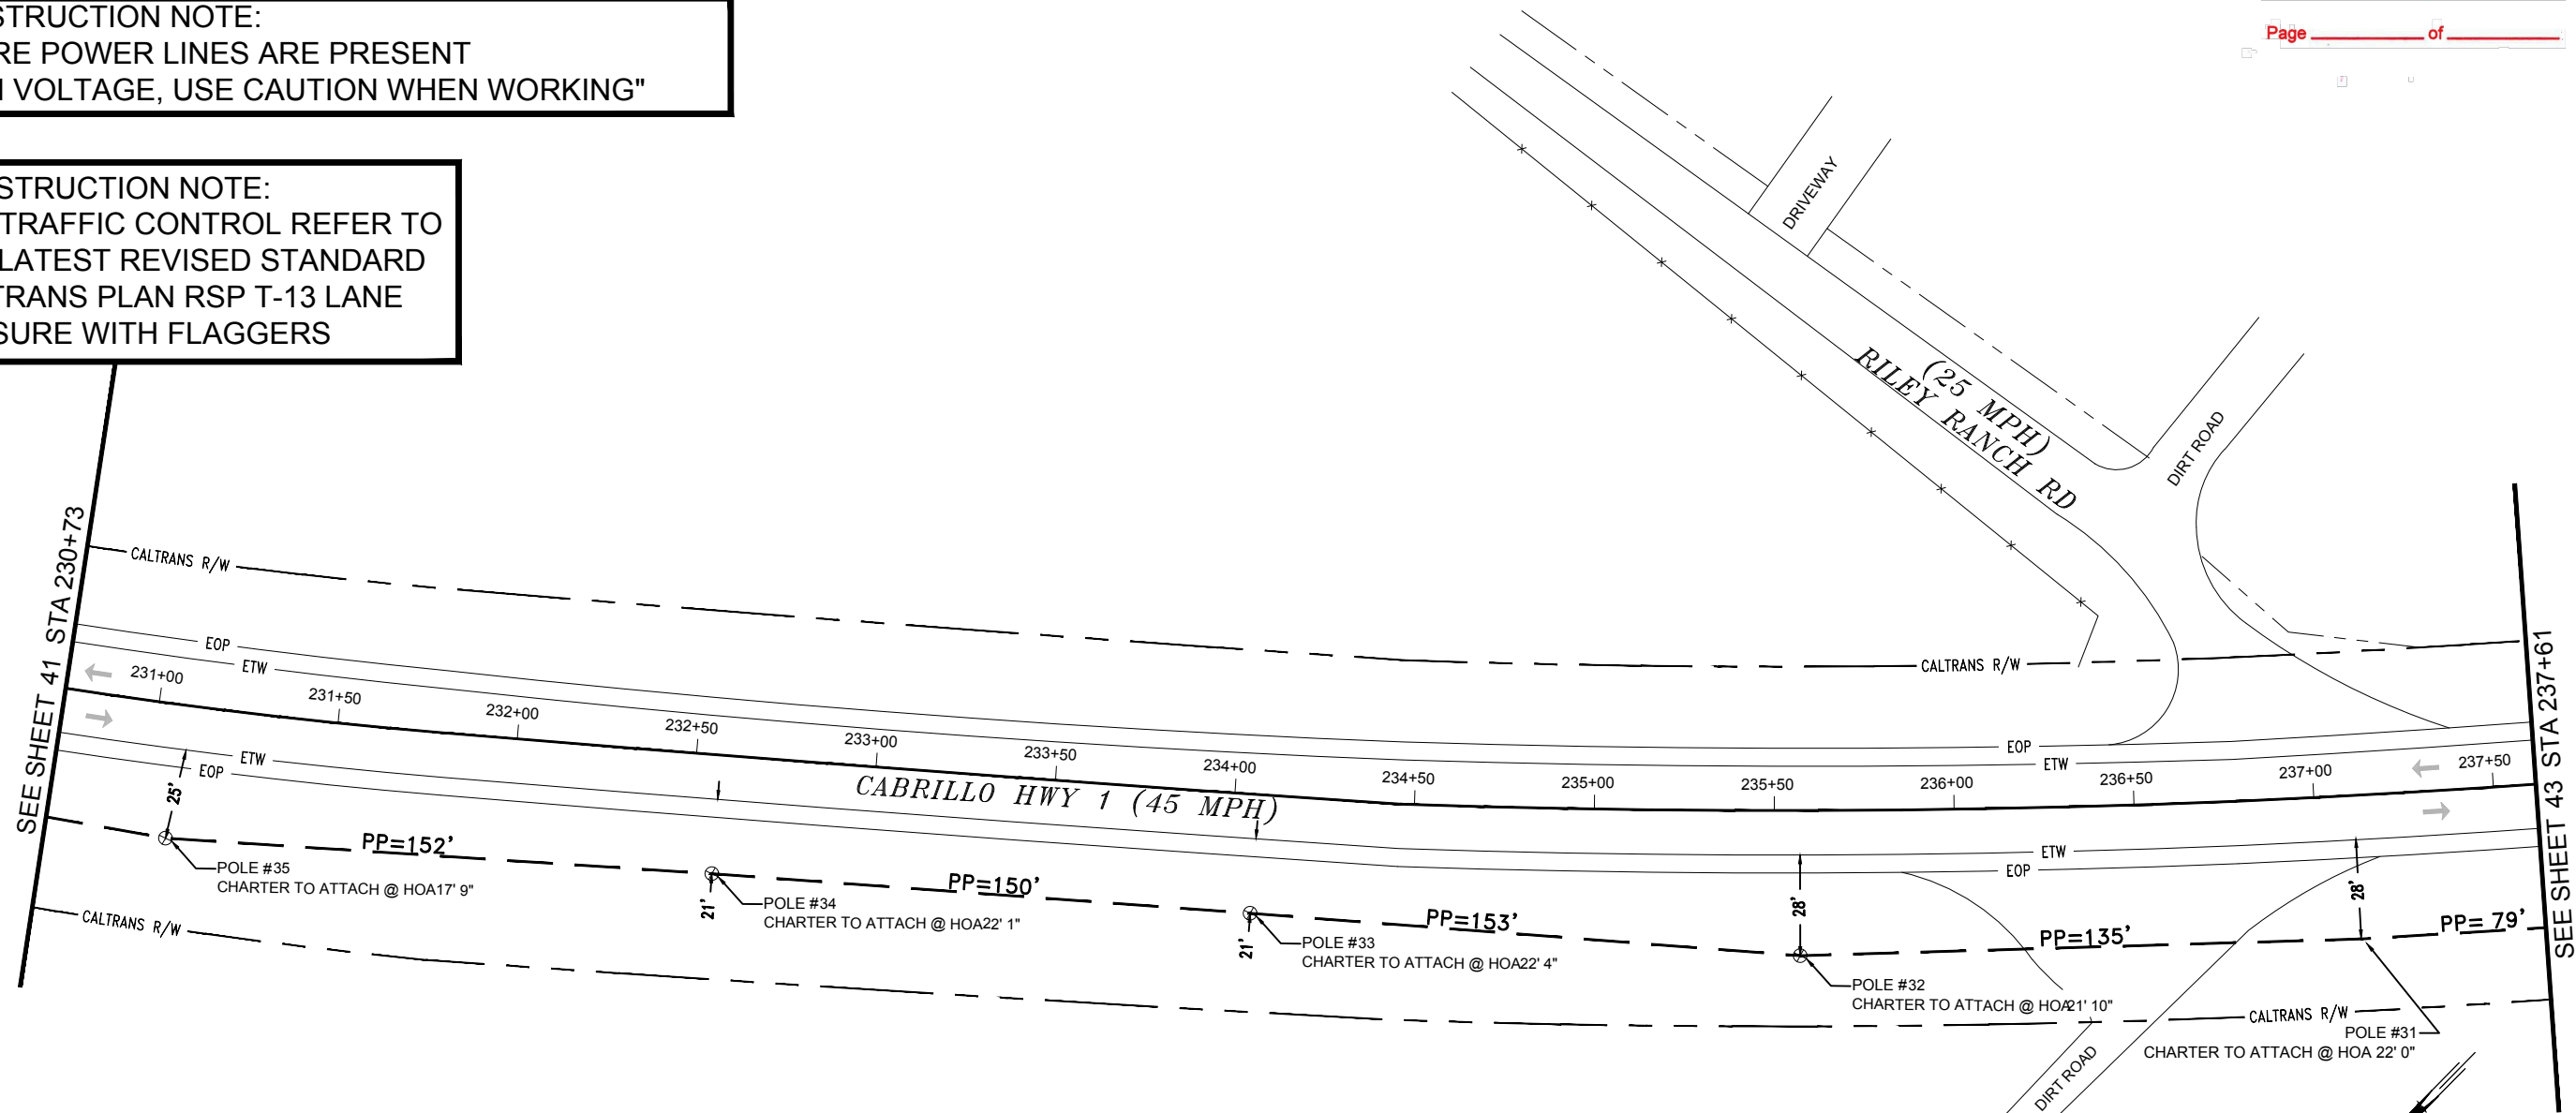 STRUCTION NOTE:
RE POWER LINES ARE PRESENT
VOLTAGE, USE CAUTION WHEN WORKING"
Page of
STRUCTION NOTE:
TRAFFIC CONTROL REFER TO
LATEST REVISED STANDARD
TRANS PLAN RSP T-13 LANE
SURE WITH FLAGGERS
DRIVEWAY
(25 MPH)
RILEY RANCH RD
DIRT ROAD
SEE SHEET 41 STA 230+73
CALTRANS R/W
CALTRANS R/W
EOP
ETW
231+00
231+50
232+00
232+50
233+00
233+50
234+00
234+50
235+00
235+50
236+00
236+50
237+00
237+50
EOP
ETW
ETW
EOP
CABRILLO HWY 1 (45 MPH)
ETW
EOP
25'
PP=152'
POLE #35
CHARTER TO ATTACH @ HOA17' 9"
21'
PP=150'
POLE #34
CHARTER TO ATTACH @ HOA22' 1"
21'
PP=153'
POLE #33
CHARTER TO ATTACH @ HOA22' 4"
28'
PP=135'
POLE #32
CHARTER TO ATTACH @ HOA21' 10"
28'
PP= 79'
POLE #31
CHARTER TO ATTACH @ HOA 22' 0"
CALTRANS R/W
CALTRANS R/W
DIRT ROAD
SEE SHEET 43 STA 237+61